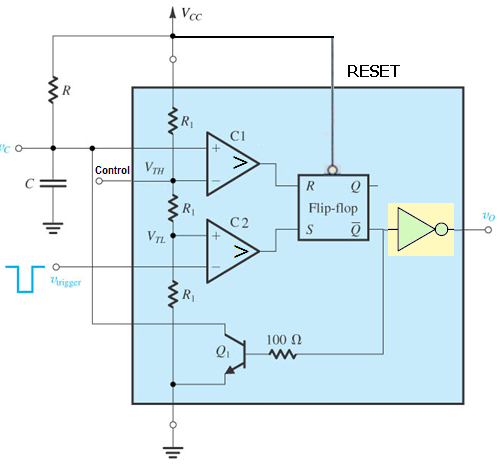 VCC
RESET
R
R1
C1
vC
+
>
Control
VTH
−
R
Q
C
R1
Flip-flop
C2
VTL
+
S
Q̅
vO
>
−
vtrigger
R1
100 Ω
Q1